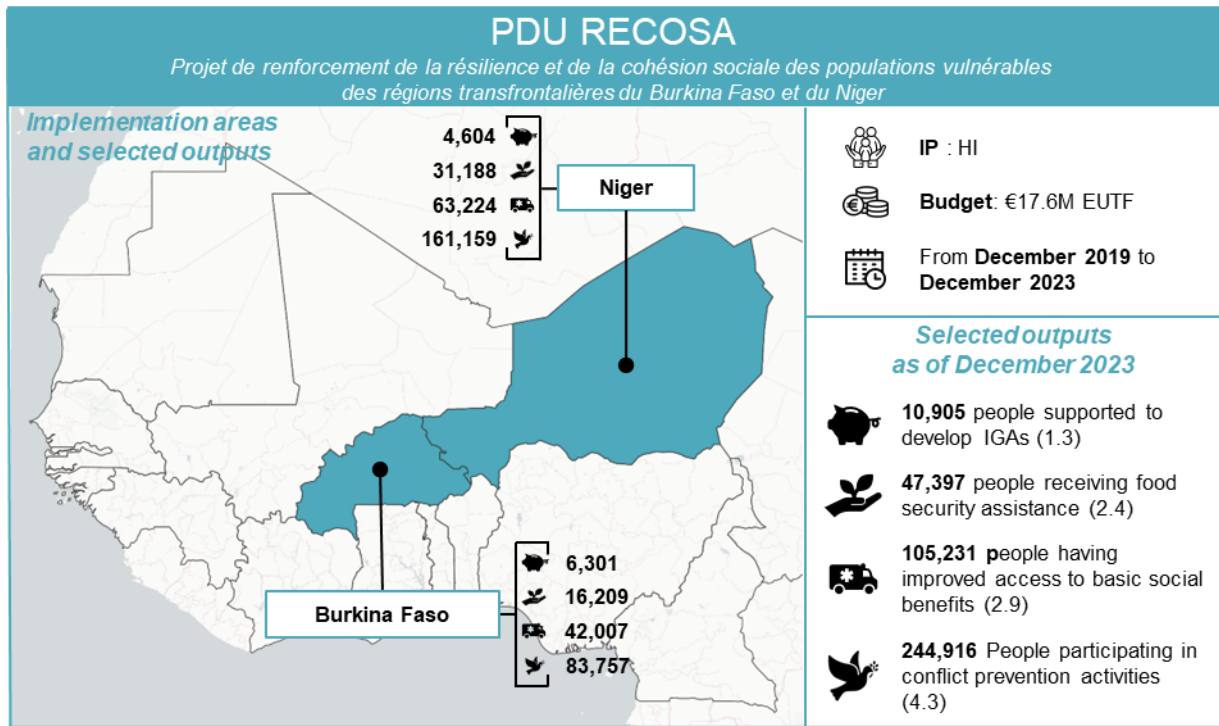 PDU RECOSA
Projet de renforcement de la résilience et de la cohésion sociale des populations vulnérables
des régions transfrontalières du Burkina Faso et du Niger
Implementation areas
and selected outputs
4,604
31,188
63,224
161,159
Niger
Burkina Faso
6,301
16,209
42,007
83,757
IP : HI
Budget: €17.6M EUTF
From December 2019 to
December 2023
Selected outputs
as of December 2023
10,905 people supported to
develop IGAs (1.3)
47,397 people receiving food
security assistance (2.4)
105,231 people having
improved access to basic social
benefits (2.9)
244,916 People participating in
conflict prevention activities
(4.3)